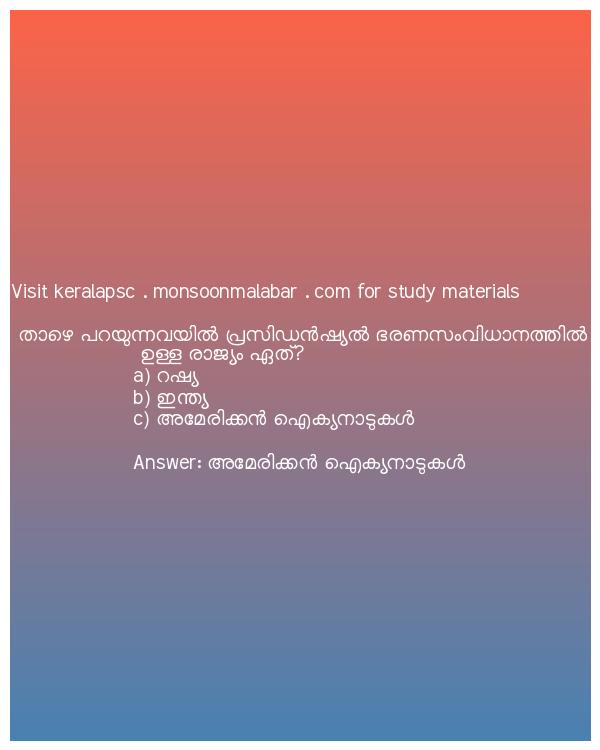 Visit keralapsc . monsoonmalabar . com for study materials
താഴെ പറയുന്നവയിൽ പ്രസിഡൻഷ്യൽ ഭരണസംവിധാനത്തിൽ
ഉള്ള രാജ്യം ഏത്?
a) റഷ്യ
b) ഇന്ത്യ
c) അമേരിക്കൻ ഐക്യനാടുകൾ
Answer: അമേരിക്കൻ ഐക്യനാടുകൾ